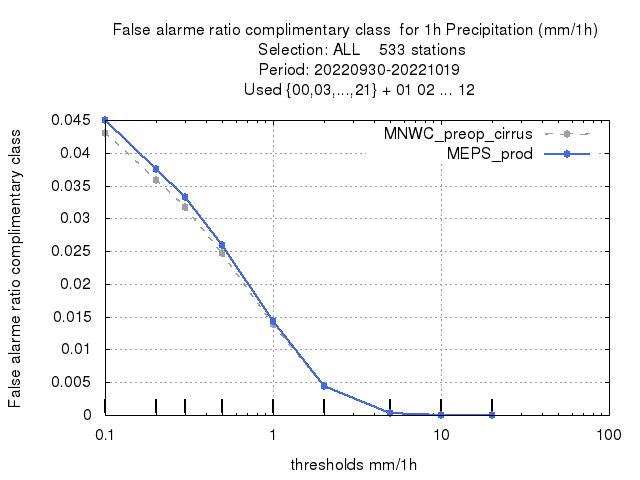 False alarme ratio complimentary class  for 1h Precipitation (mm/1h)
Selection: ALL    533 stations
Period: 20220930-20221019
Used {00,03,...,21} + 01 02 ... 12
MNWC_preop_cirrus
MEPS_prod
False alarme ratio complimentary class
0.045
0.04
0.035
0.03
0.025
0.02
0.015
0.01
0.005
0
0.1
1
10
100
thresholds mm/1h